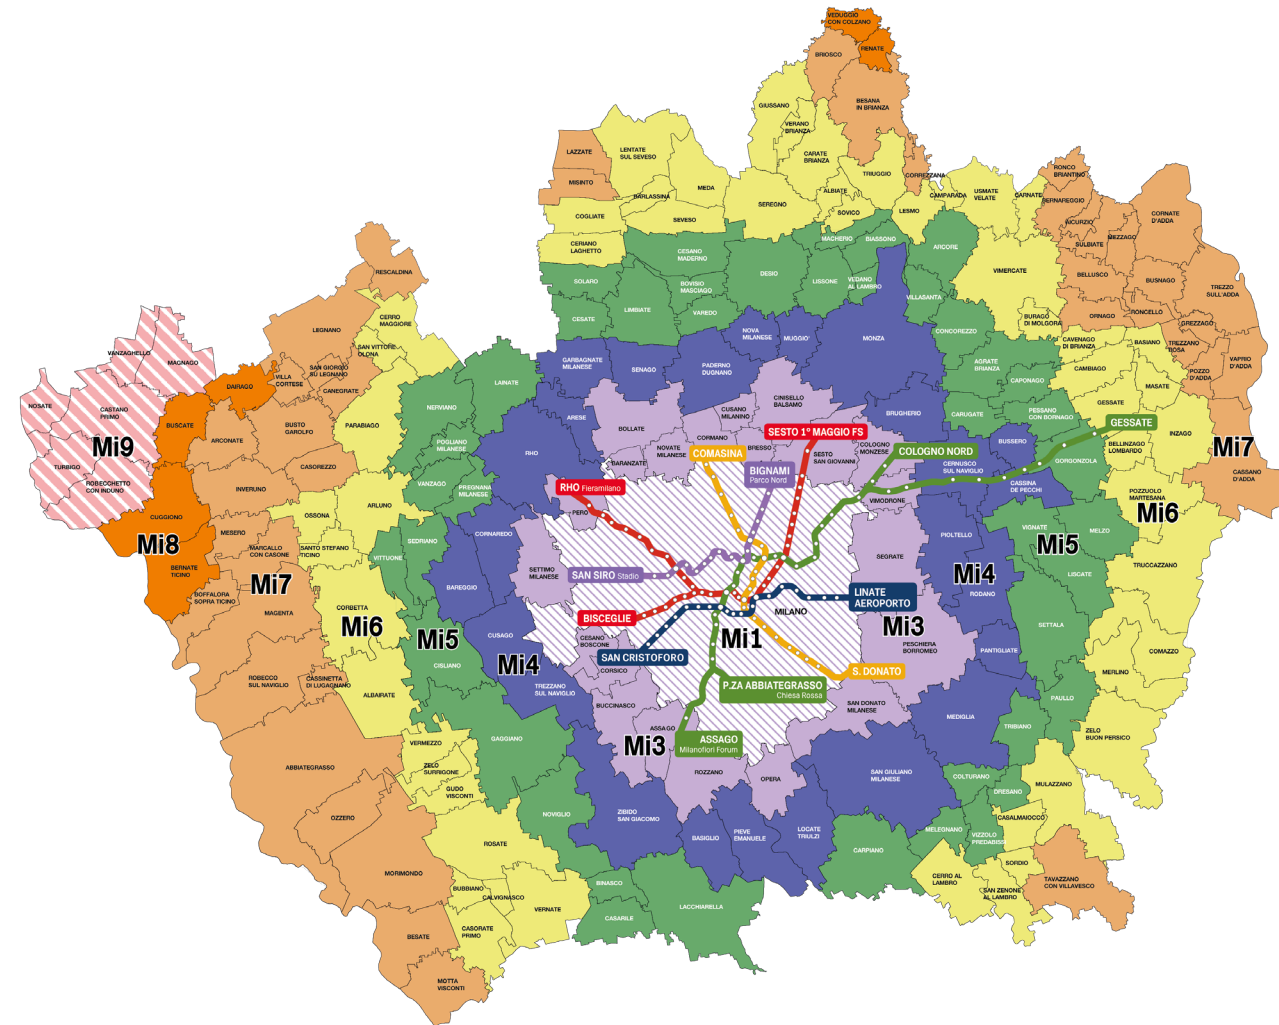 VEDUGGIO
CON COLZANO
RENATE
BRIOSCO
BESANA
IN BRIANZA
GIUSSANO
VERANO
BRIANZA
CARATE
BRIANZA
TRIUGGIO
CORREZZANA
LAZZATE
LENTATE
SUL SEVESO
MISINTO
BARLASSINA
MEDA
COGLIATE
SEVESO
SEREGNO
ALBIATE
SOVICO
LESMO
CAMPARADA
USMATE
VELATE
CARNATE
RONCO
BRIANTINO
BERNAREGGIO
AICURZIO
SULBIATE
MEZZAGO
CORNATE
D'ADDA
BELLUSCO
BUSNAGO
TREZZO
SULL'ADDA
ORNAGO
RONCELLO
GREZZAGO
TREZZANO
ROSA
VAPRIO
D'ADDA
POZZO
D'ADDA
CERIANO
LAGHETTO
CESANO
MADERNO
SOLARO
BOVISIO
MASCIAGO
DESIO
LISSONE
MACHERIO
BIASSONO
VEDANO
AL LAMBRO
ARCORE
VILLASANTA
VIMERCATE
BURAGO
DI MOLGORA
CONCOREZZO
CESATE
LIMBIATE
VAREDO
NOVA
MILANESE
MUGGIO'
MONZA
CAVENAGO
DI BRIANZA
BASIANO
CAMBIAGO
MASATE
AGRATE
BRIANZA
CAPONAGO
GESSATE
CARUGATE
PESSANO
CON BORNAGO
GESSATE
INZAGO
BELLINZAGO
LOMBARDO
GORGONZOLA
BUSSERO
CERNUSCO
SUL NAVIGLIO
CASSINA
DE PECCHI
BRUGHERIO
Mi7
CASSANO
D'ADDA
POZZUOLO
MARTESANA
Mi6
TRUCCAZZANO
RESCALDINA
CERRO
MAGGIORE
LEGNANO
SAN VITTORE
OLONA
SAN GIORGIO
SU LEGNANO
VILLA
CORTESE
CANEGRATE
DAIRAGO
VANZAGHELLO
MAGNAGO
NOSATE
CASTANO
PRIMO
Mi9
TURBIGO
ROBECCHETTO
CON INDUNO
BUSCATE
ARCONATE
BUSTO
GAROLFO
PARABIAGO
CASOREZZO
INVERUNO
CUGGIONO
Mi8
BERNATE
TICINO
MESERO
MARCALLO
CON CASONE
OSSONA
ARLUNO
SANTO STEFANO
TICINO
Mi7
BOFFALORA
SOPRA TICINO
MAGENTA
CORBETTA
Mi6
ROBECCO
SUL NAVIGLIO
CASSINETTA
DI LUGAGNANO
ALBAIRATE
ABBIATEGRASSO
OZZERO
MORIMONDO
BESATE
MOTTA
VISCONTI
LAINATE
NERVIANO
POGLIANO
MILANESE
VANZAGO
PREGNANA
MILANESE
SEDRIANO
VITTUONE
Mi5
CISLIANO
GAGGIANO
VERMEZZO
ZELO
SURRIGONE
GUDO
VISCONTI
NOVIGLIO
ROSATE
BUBBIANO
CALVIGNASCO
CASORATE
PRIMO
VERNATE
BINASCO
CASARILE
LACCHIARELLA
GARBAGNATE
MILANESE
SENAGO
PADERNO
DUGNANO
ARESE
RHO
CORNAREDO
BAREGGIO
CUSAGO
Mi4
TREZZANO
SUL NAVIGLIO
ZIBIDO
SAN GIACOMO
BASIGLIO
PIEVE
EMANUELE
LOCATE
TRIULZI
BOLLATE
BARANZATE
NOVATE
MILANESE
CORMANO
CUSANO
MILANINO
CINISELLO
BALSAMO
BRESSO
SESTO
SAN GIOVANNI
COLOGNO
MONZESE
VIMODRONE
PERO
SETTIMO
MILANESE
SEGRATE
Mi3
PESCHIERA
BORROMEO
SAN DONATO
MILANESE
CESANO
BOSCONE
CORSICO
BUCCINASCO
ASSAGO
Mi3
ROZZANO
OPERA
SESTO 1° MAGGIO FS
COMASINA
BIGNAMI
Parco Nord
COLOGNO NORD
RHO Fieramilano
SAN SIRO Stadio
BISCEGLIE
SAN CRISTOFORO
LINATE
AEROPORTO
MILANO
Mi1
S. DONATO
P.ZA ABBIATEGRASSO
Chiesa Rossa
ASSAGO
Milanofiori Forum
PIOLTELLO
Mi4
RODANO
PANTIGLIATE
MEDIGLIA
SAN GIULIANO
MILANESE
VIGNATE
MELZO
Mi5
LISCATE
SETTALA
PAULLO
TRIBIANO
COLTURANO
DRESANO
MELEGNANO
VIZZOLO
PREDABISSI
CARPIANO
COMAZZO
MERLINO
ZELO
BUON PERSICO
MULAZZANO
CASALMAIOCCO
SORDIO
CERRO AL
LAMBRO
SAN ZENONE
AL LAMBRO
TAVAZZANO
CON VILLAVESCO